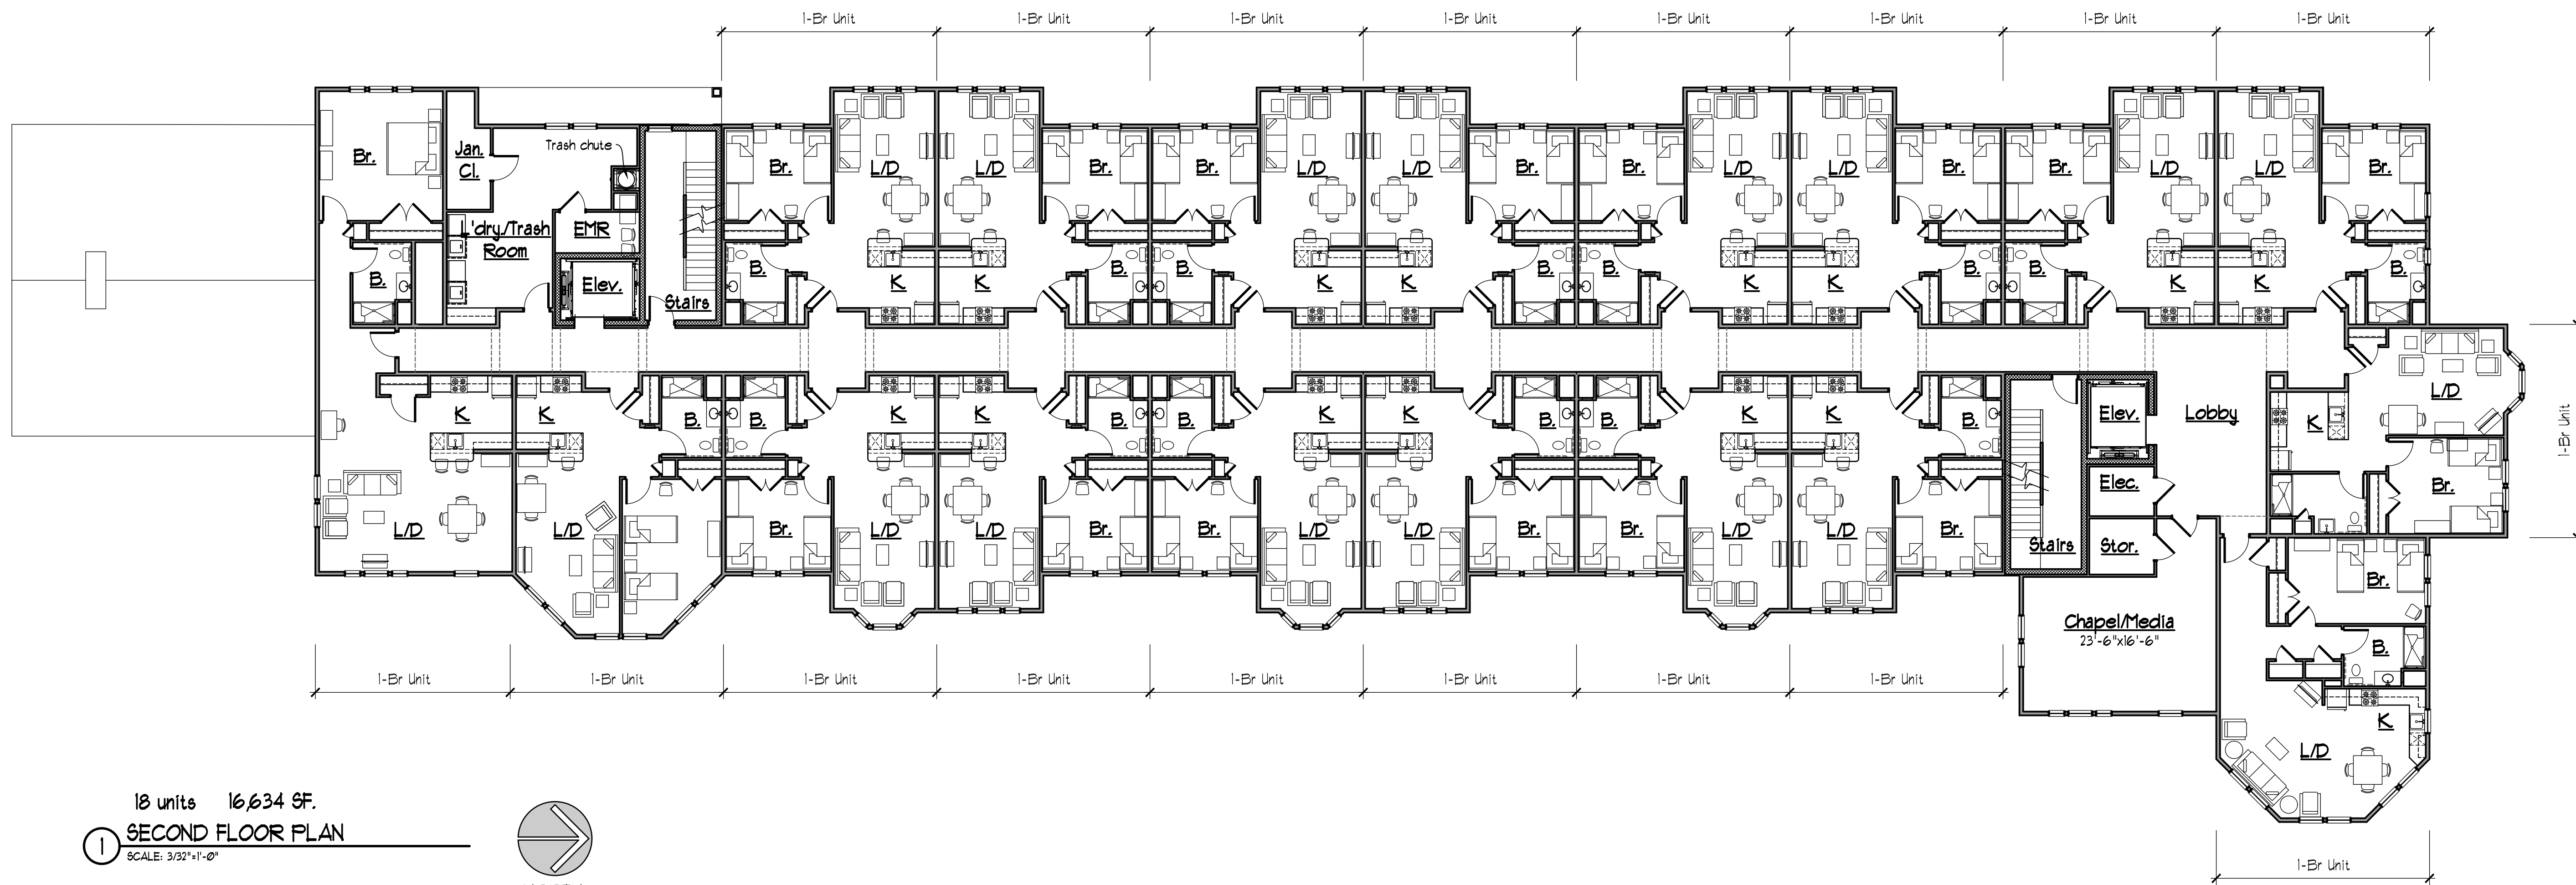 1-Br Unit 1-Br Unit 1-Br Unit 1-Br Unit 1-Br Unit 1-Br Unit 1-Br Unit 1-Br Unit
Trash chute
Br. Jan. Br. L/D L/D Br. Br. L/D L/D Br. Br. L/D L/D Br. Br. L/D L/D Br.
Cl.
L'dry./Trash EMR
Room
B. Elev. B. K K B. B. K K B. B. K K B. B. K K B.
Stairs
L/D
1-Br Unit
K K B. B. K K B. B. K K B. B. K K B. Elev. Lobby K
Elec. Br.
L/D L/D Br. L/D L/D Br. Br. L/D L/D Br. Br. L/D L/D Br. Stairs Stor.
Br.
Chapel/Media
23'-6"x16'-6"
B.
1-Br Unit 1-Br Unit 1-Br Unit 1-Br Unit 1-Br Unit 1-Br Unit 1-Br Unit 1-Br Unit
K
L/D
18 units 16,634 SF.
1 SECOND FLOOR PLAN
SCALE: 3/32"=1'-0"
1-Br Unit